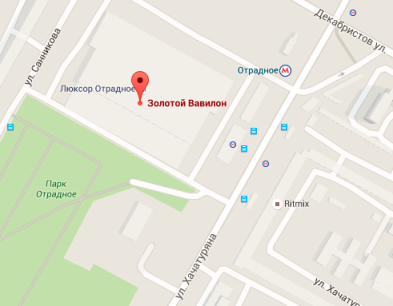 Декабристов ул.
ул. Санникова
Отрадное М
Люксор Отрадное
Золотой Вавилон
Парк
Отрадное
Ritmix
ул. Хачатуряна
ул. Хачатур